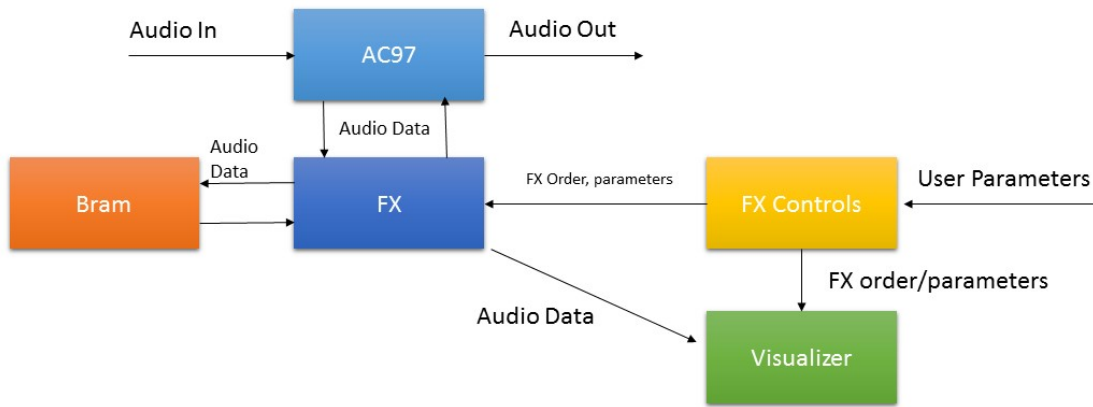 Audio In
AC97
Audio Out
Audio Data
Audio
Data
Bram
FX
FX Order, parameters
FX Controls
User Parameters
FX order/parameters
Audio Data
Visualizer